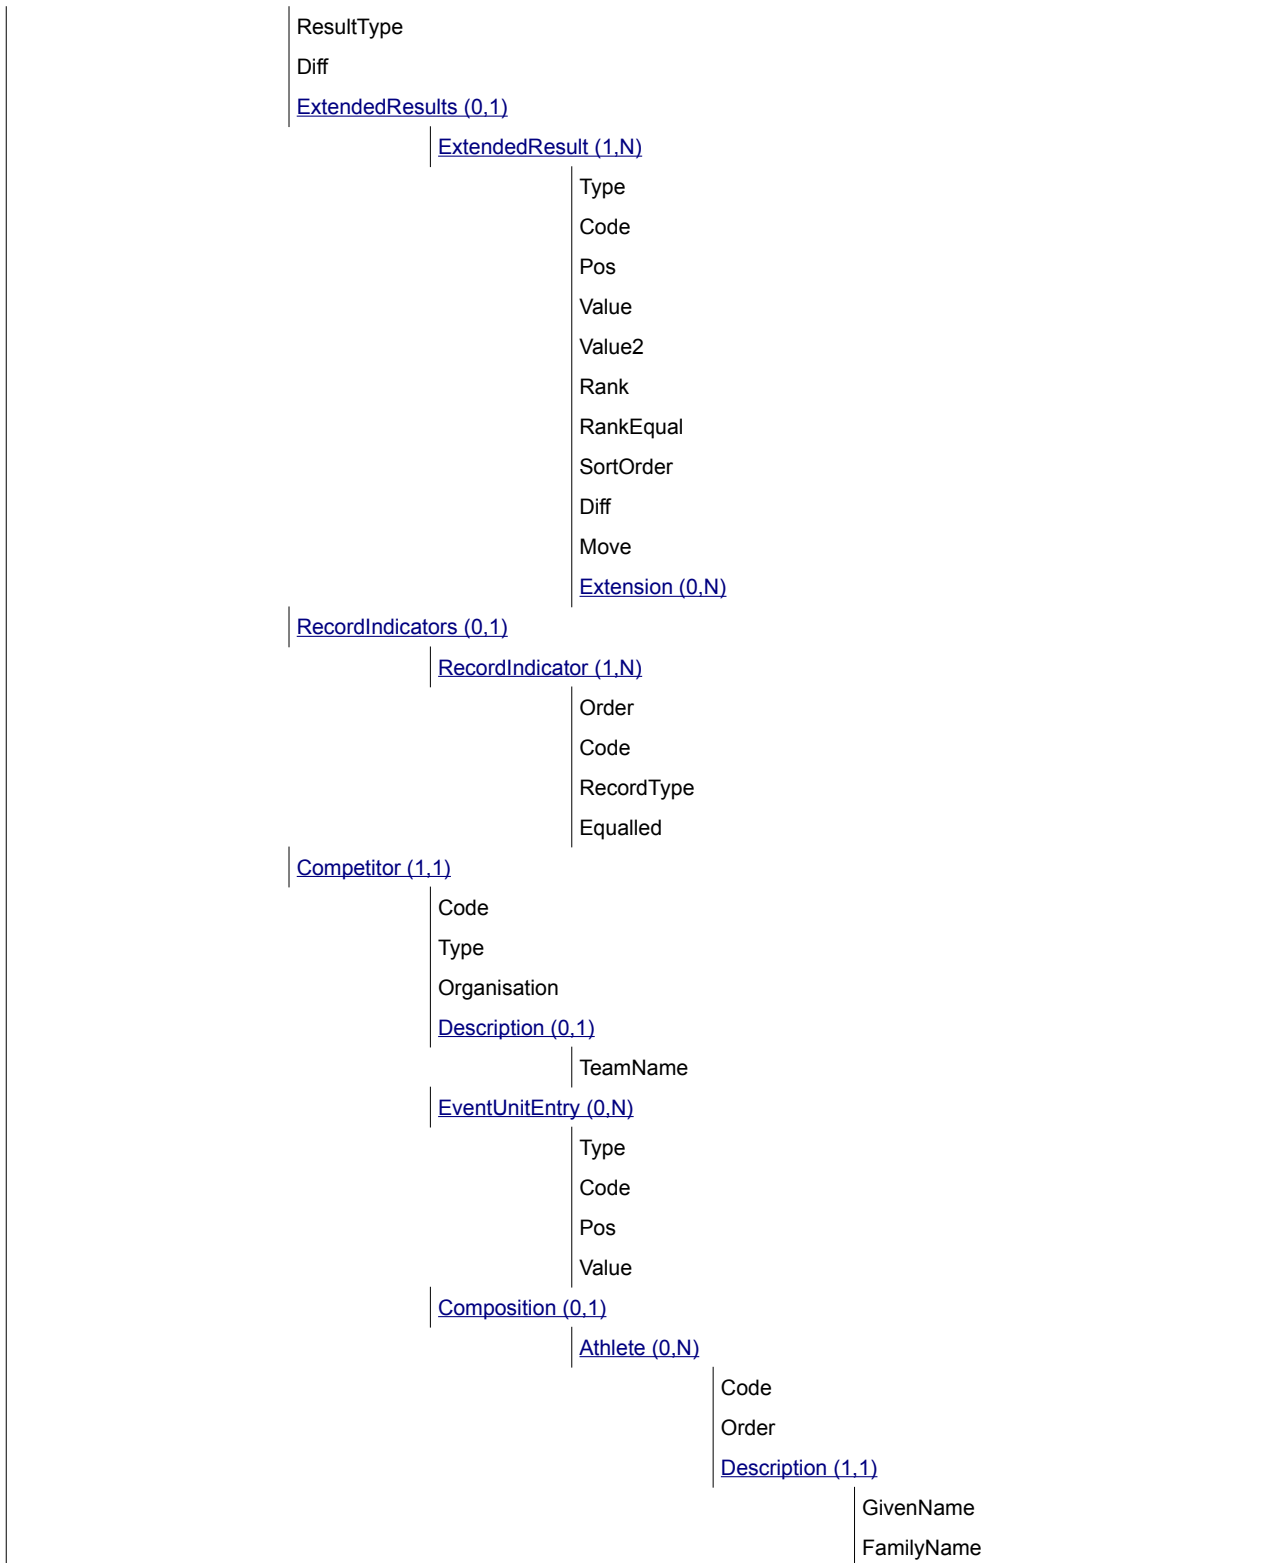 ResultType
Diff
ExtendedResults (0,1)
ExtendedResult (1,N)
Type
Code
Pos
Value
Value2
Rank
RankEqual
SortOrder
Diff
Move
Extension (0,N)
RecordIndicators (0,1)
RecordIndicator (1,N)
Order
Code
RecordType
Equalled
Competitor (1,1)
Code
Type
Organisation
Description (0,1)
TeamName
EventUnitEntry (0,N)
Type
Code
Pos
Value
Composition (0,1)
Athlete (0,N)
Code
Order
Description (1,1)
GivenName
FamilyName